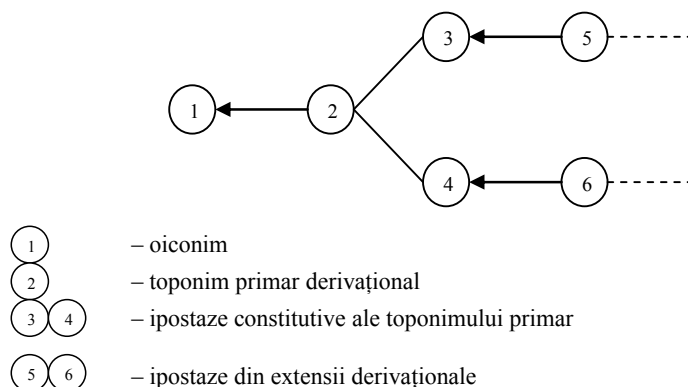 3 5
1 2
4 6
1 – oiconim
2 – toponim primar derivațional
3 4 – ipostaze constitutive ale toponimului primar
5 6 – ipostaze din extensii derivaționale